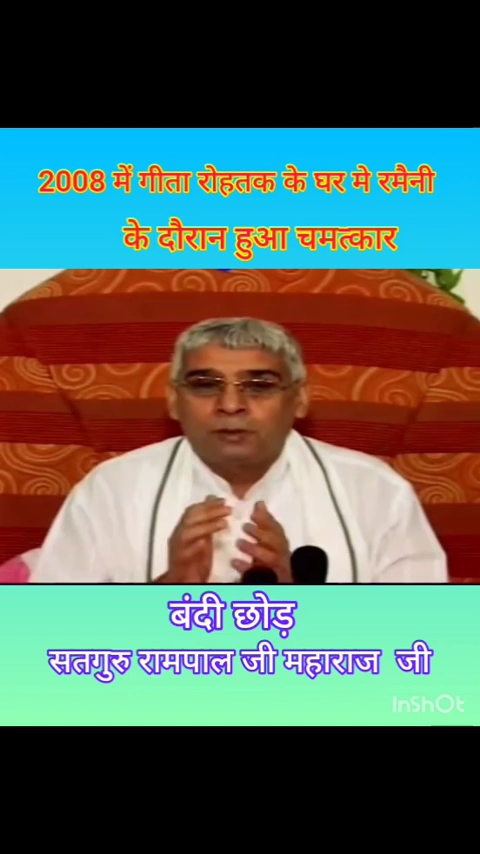 2008 में गीता रोहतक के घर मे रमैनी
के दौरान हुआ चमत्कार
बंदी छोड़
सतगुरु रामपाल जी महाराज जी
InShOt